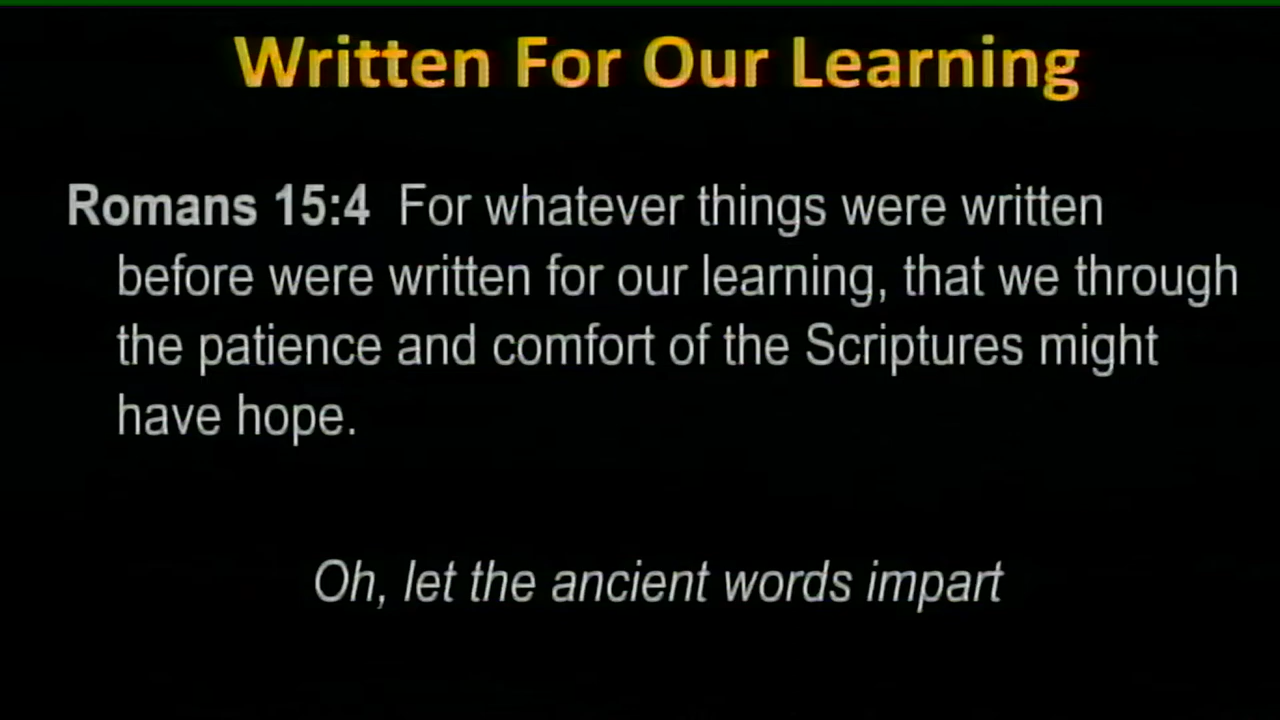 Written For Our Learning
Romans 15:4  For whatever things were written
before were written for our learning, that we through
the patience and comfort of the Scriptures might
have hope.
Oh, let the ancient words impart